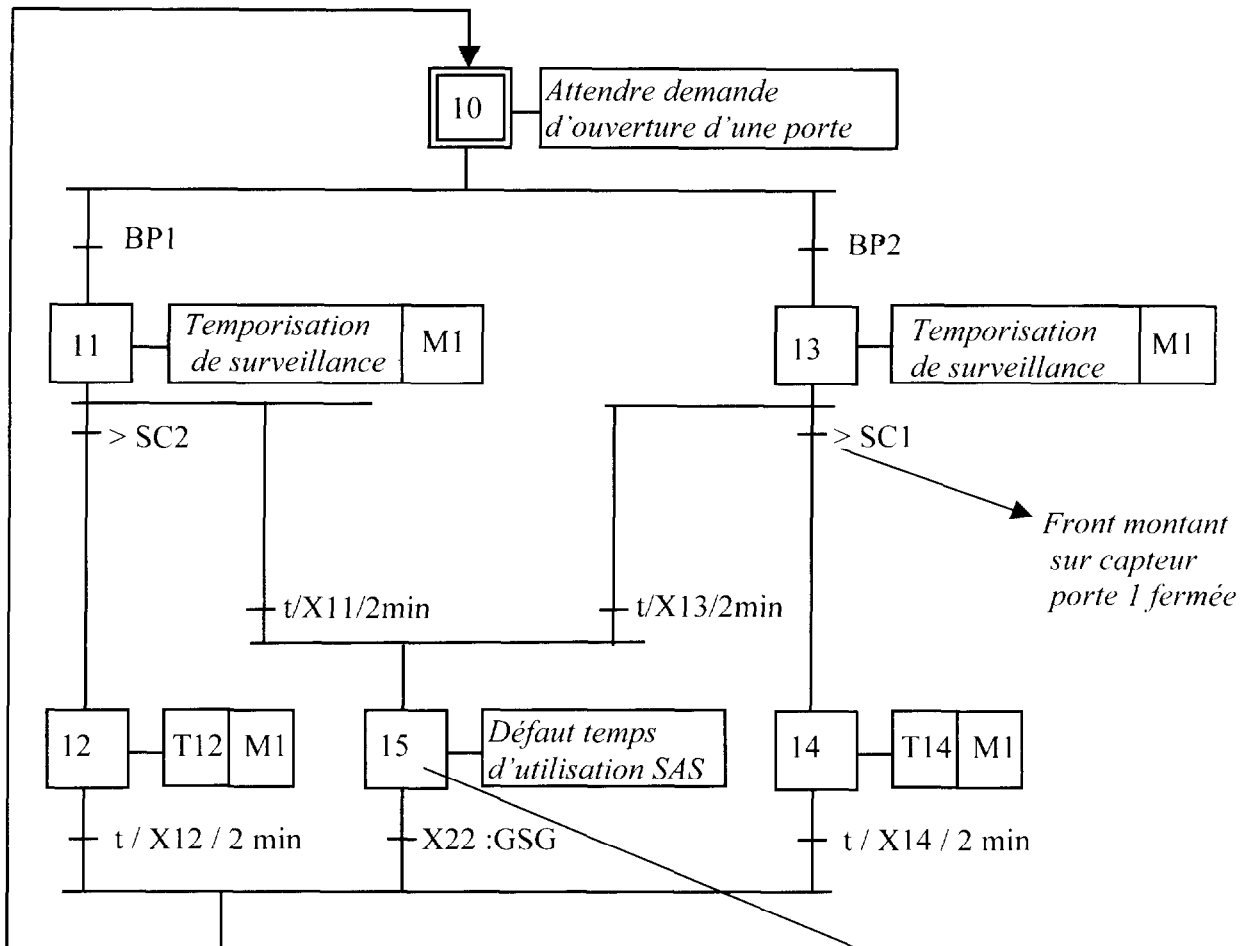 10
Attendre demande
d'ouverture d'une porte
BP1
BP2
11
Temporisation
de surveillance
M1
13
Temporisation
de surveillance
M1
> SC2
> SC1
Front montant
sur capteur
porte 1 fermée
t/X11/2min
t/X13/2min
12
T12
M1
15
Défaut temps
d'utilisation SAS
14
T14
M1
t / X12 / 2 min
X22 :GSG
t / X14 / 2 min